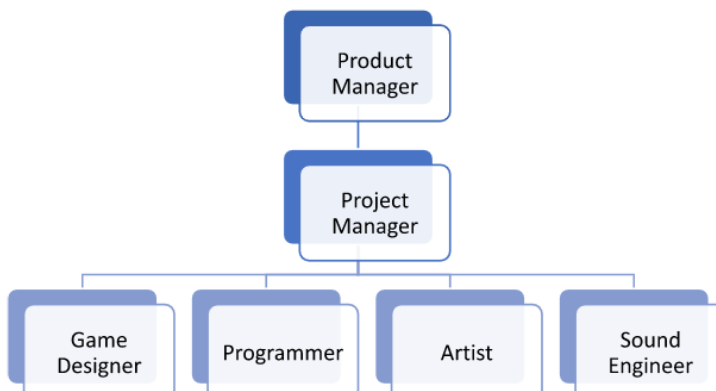 Product
Manager
Project
Manager
Game
Designer
Programmer
Artist
Sound
Engineer